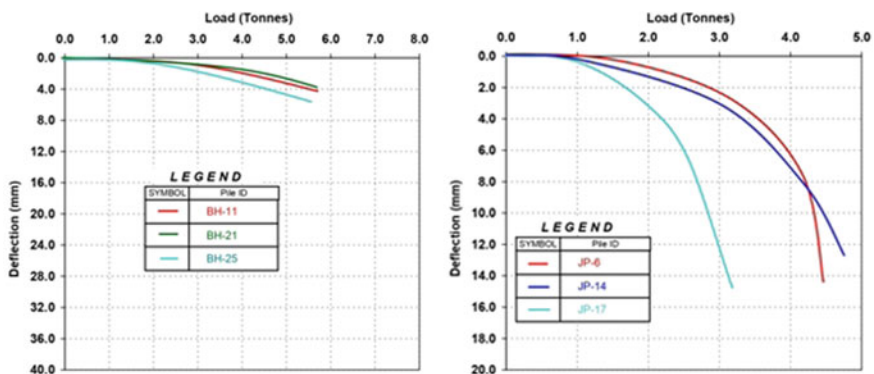 Load (Tonnes)
0.0 1.0 2.0 3.0 4.0 5.0 6.0 7.0 8.0
0.0
4.0
8.0
12.0
16.0
20.0
24.0
28.0
32.0
36.0
40.0
Deflection (mm)
LEGEND
SYMBOL Pile ID
BH-11
BH-21
BH-25
Load (Tonnes)
0.0 1.0 2.0 3.0 4.0 5.0
0.0
2.0
4.0
6.0
8.0
10.0
12.0
14.0
16.0
18.0
20.0
Deflection (mm)
LEGEND
SYMBOL Pile ID
JP-6
JP-14
JP-17